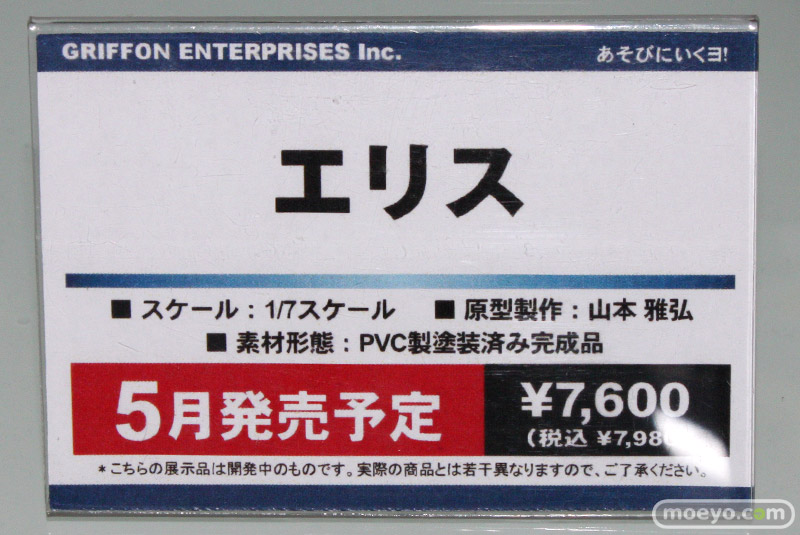 GRIFFON ENTERPRISES Inc. あそびにいくヨ!
エリス
■ スケール：1/7スケール ■ 原型製作：山本 雅弘
■ 素材形態：PVC製塗装済み完成品
5月発売予定 ¥7,600
(税込
*こちらの展示品は開発中のものです。実際の商品とは若干異なりますので、ご了承ください。
moeyo.com